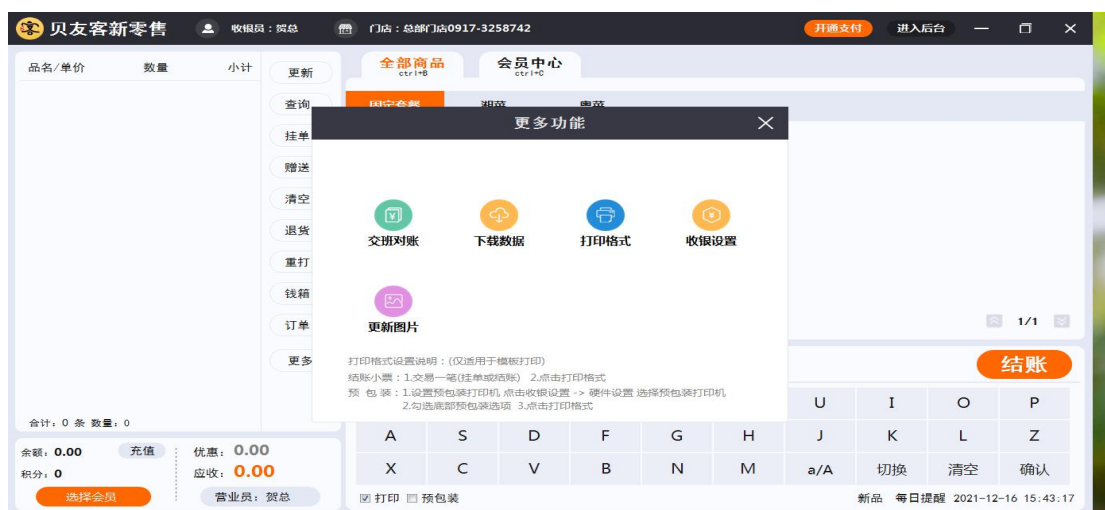 贝友客新零售 收银员：贺总 门店：总部门店0917-3258742 开通支付 进入后台
品名/单价 数量 小计
更新
查询
挂单
赠送
清空
退货
重打
钱箱
订单
更多
全部商品 会员中心
ctrl+B ctrl+C
固定套餐 湘菜 粤菜
更多功能
交班对账 下载数据 打印格式 收银设置
更新图片
打印格式设置说明：(仅适用于模板打印)
结账小票：1.交易一笔(挂单或结账) 2.点击打印格式
预 包 装：1.设置预包装打印机 点击收银设置 -> 硬件设置 选择预包装打印机
2.勾选底部预包装选项 3.点击打印格式
1/1
结账
U I O P
A S D F G H J K L Z
X C V B N M a/A 切换 清空 确认
合计：0 条 数量：0
余额：0.00 充值 优惠：0.00
积分：0 应收：0.00
选择会员 营业员：贺总
打印 预包装 新品 每日提醒 2021-12-16 15:43:17